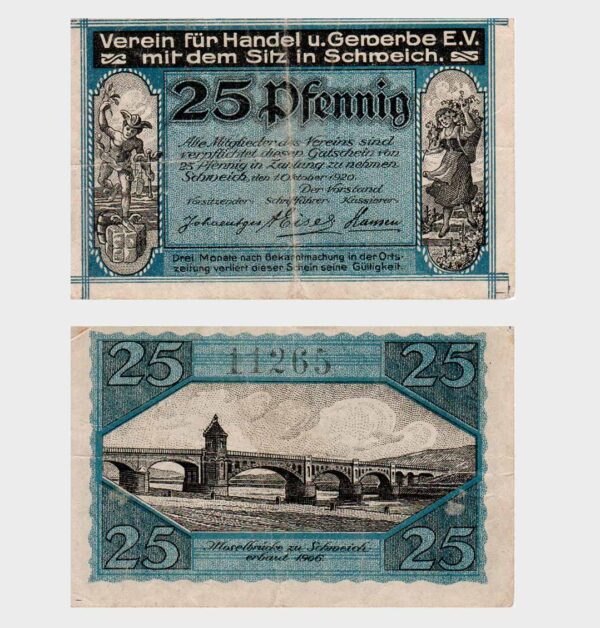 Verein für Handel u. Gewerbe E.V.
mit dem Sitz in Schweich.
25 Pfennig
Alle Mitglieder des Vereins sind
verpflichtet diesen Gutschein von
25 Pfennig in Zahlung zu nehmen.
Schweich, den 1. Oktober 1920.
Der Vorstand
Vorsitzender Schriftführer Kassierer.
Johaentges A Eises Hansen
Drei Monate nach Bekanntmachung in der Orts-
zeitung verliert dieser Schein seine Gültigkeit.
25 11265 25
25 Moselbrücke zu Schweich 25
erbaut 1906